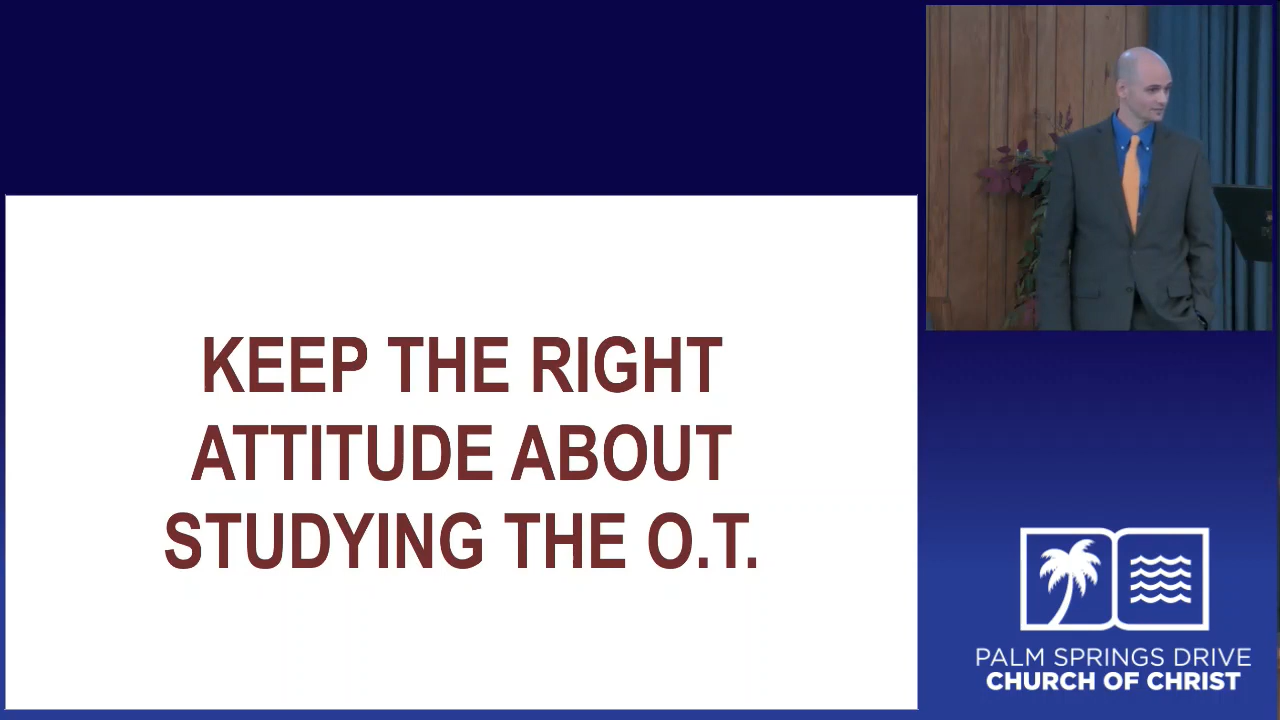 KEEP THE RIGHT
ATTITUDE ABOUT
STUDYING THE O.T.
PALM SPRINGS DRIVE
CHURCH OF CHRIST